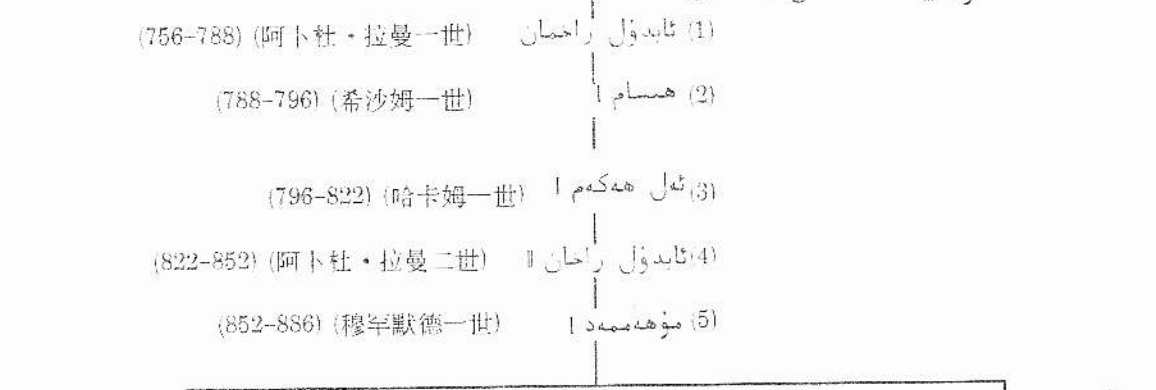 (1) ئابدۇل راخمان I (阿卜杜·拉曼一世) (756-788)
(2) ھىسام I (希沙姆一世) (788-796)
(3) ئەل ھەكەم I (哈卡姆一世) (796-822)
(4) ئابدۇل راخان II (阿卜杜·拉曼二世) (822-852)
(5) مۇھەممەد I (穆罕默德一世) (852-886)